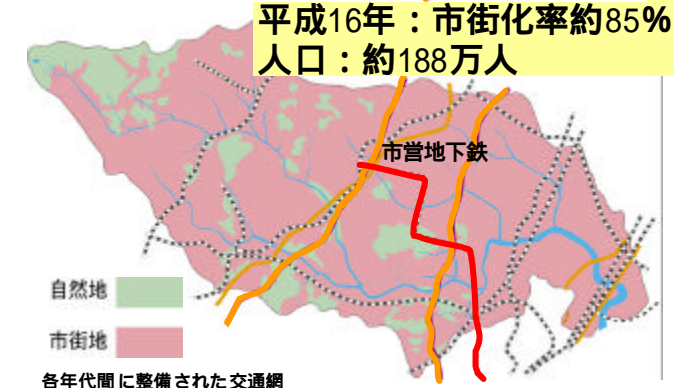 平成16年：市街化率約85%
人口：約188万人
市営地下鉄
自然地
市街地
各年代間に整備された交通網